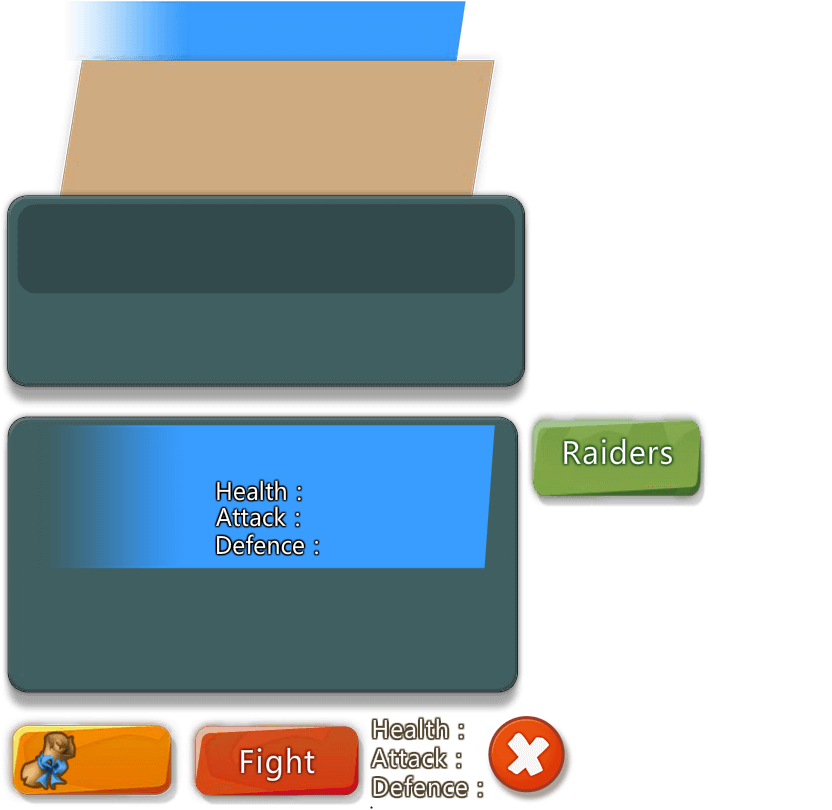 Raiders
Health :
Attack :
Defence :
Fight
Health :
Attack :
Defence :